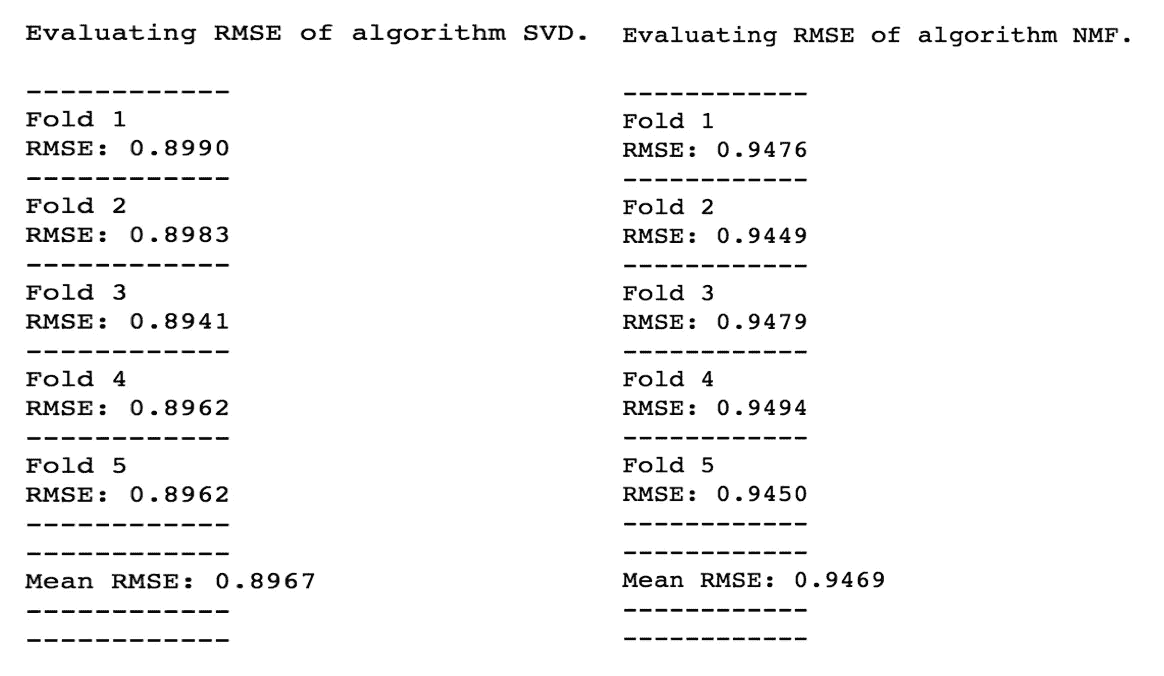 Evaluating RMSE of algorithm SVD.
------------
Fold 1
RMSE: 0.8990
------------
Fold 2
RMSE: 0.8983
------------
Fold 3
RMSE: 0.8941
------------
Fold 4
RMSE: 0.8962
------------
Fold 5
RMSE: 0.8962
------------
------------
Mean RMSE: 0.8967
------------
------------
Evaluating RMSE of algorithm NMF.
------------
Fold 1
RMSE: 0.9476
------------
Fold 2
RMSE: 0.9449
------------
Fold 3
RMSE: 0.9479
------------
Fold 4
RMSE: 0.9494
------------
Fold 5
RMSE: 0.9450
------------
------------
Mean RMSE: 0.9469
------------
------------